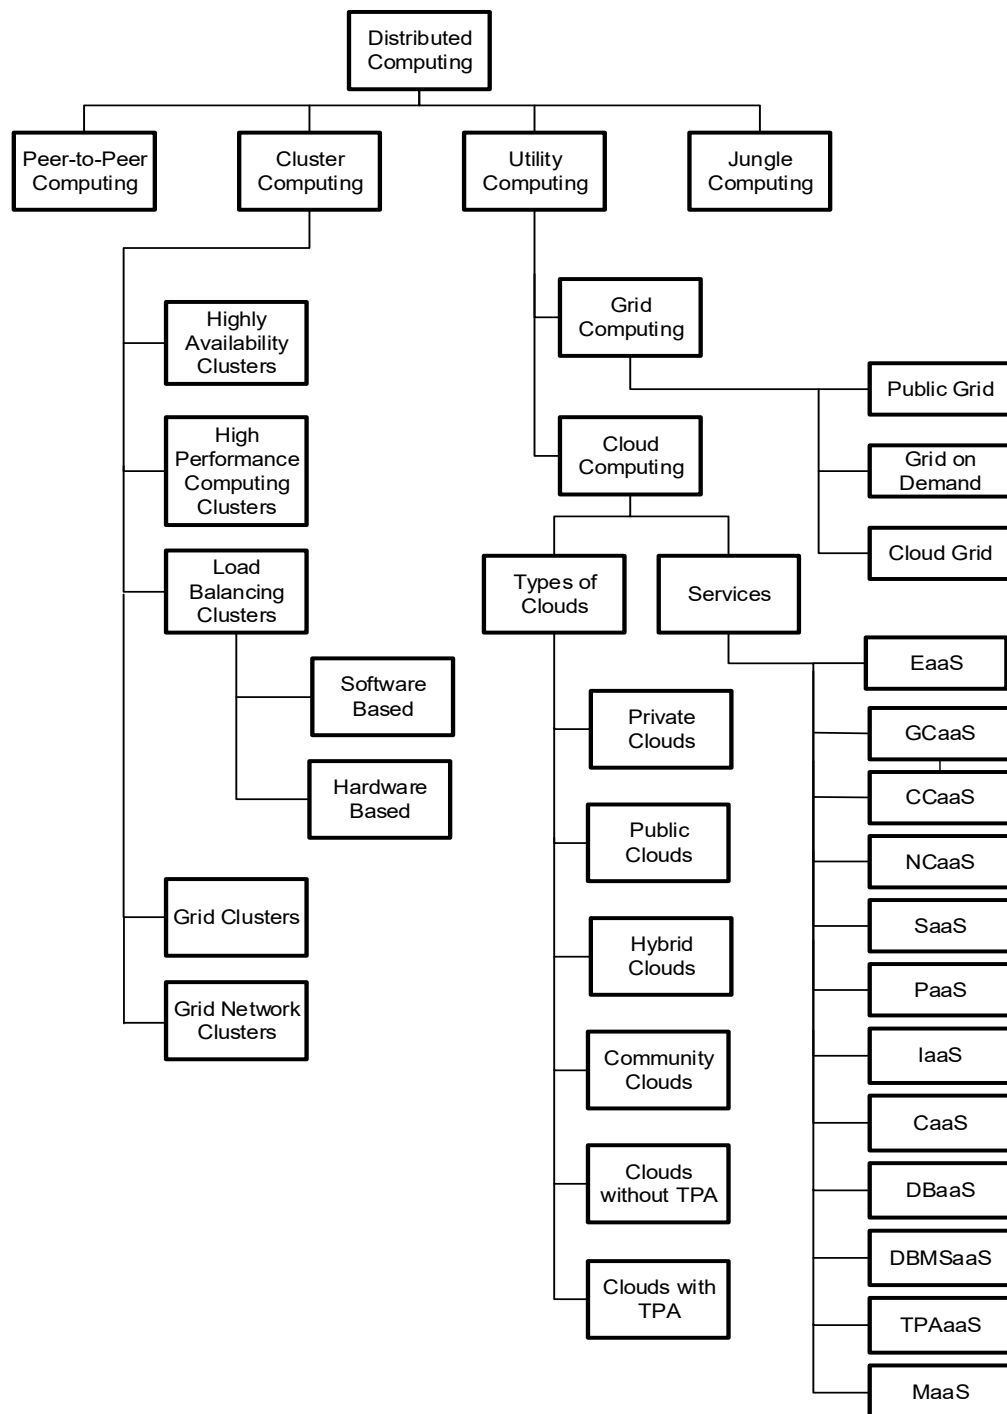 Distributed
Computing
Peer-to-Peer
Computing
Cluster
Computing
Utility
Computing
Jungle
Computing
Highly
Availability
Clusters
High
Performance
Computing
Clusters
Load
Balancing
Clusters
Software
Based
Hardware
Based
Grid Clusters
Grid Network
Clusters
Grid
Computing
Public Grid
Grid on
Demand
Cloud Grid
Cloud
Computing
Types of
Clouds
Private
Clouds
Public
Clouds
Hybrid
Clouds
Community
Clouds
Clouds
without TPA
Clouds with
TPA
Services
EaaS
GCaaS
CCaaS
NCaaS
SaaS
PaaS
IaaS
CaaS
DBaaS
DBMSaaS
TPAaaS
MaaS